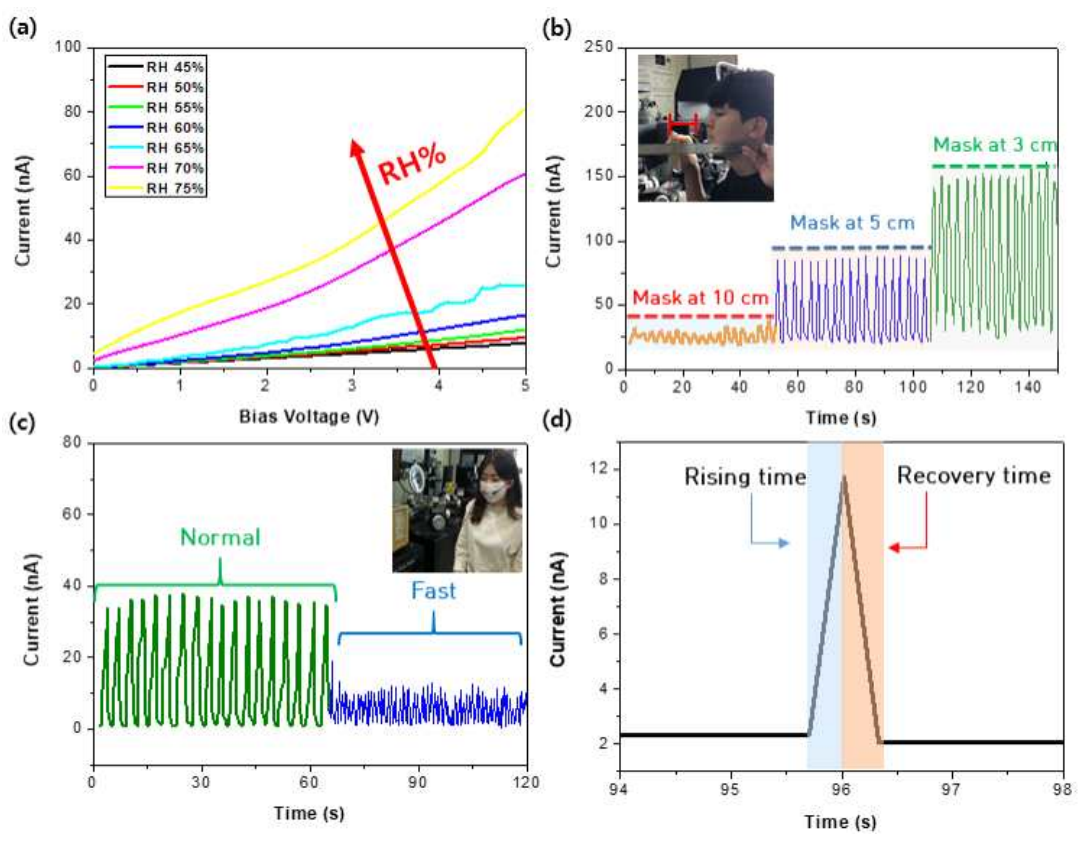 (a)
100
80
60
40
20
0
Current (nA)
RH 45%
RH 50%
RH 55%
RH 60%
RH 65%
RH 70%
RH 75%
RH%
0 1 2 3 4 5
Bias Voltage (V)
(b)
250
200
150
100
50
0
Current (nA)
Mask at 10 cm
Mask at 5 cm
Mask at 3 cm
0 20 40 60 80 100 120 140
Time (s)
(c)
80
60
40
20
0
Current (nA)
Normal
Fast
0 30 60 90 120
Time (s)
(d)
12
10
8
6
4
2
Current (nA)
Rising time
Recovery time
94 95 96 97 98
Time (s)